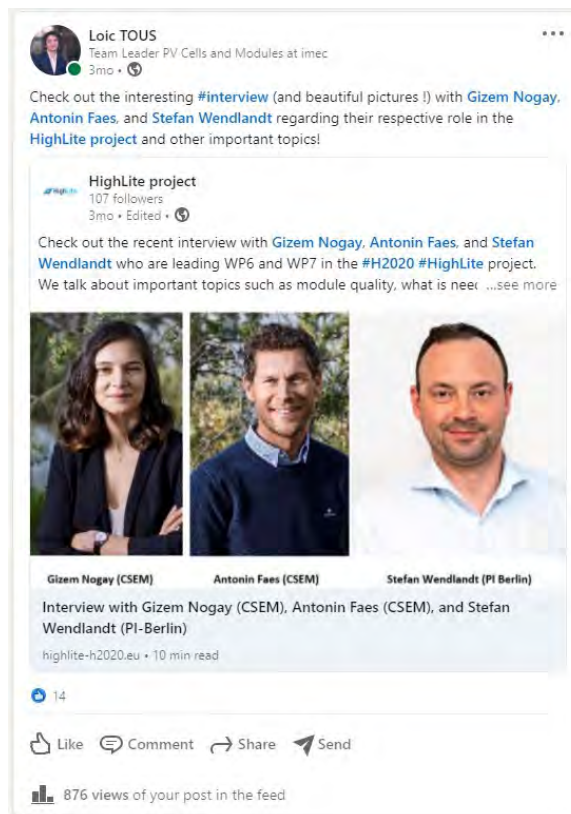 Loic TOUS
Team Leader PV Cells and Modules at imec
3mo •
Check out the interesting #interview (and beautiful pictures !) with Gizem Nogay,
Antonin Faes, and Stefan Wendlandt regarding their respective role in the
HighLite project and other important topics!
HighLite
HighLite project
107 followers
3mo • Edited •
Check out the recent interview with Gizem Nogay, Antonin Faes, and Stefan
Wendlandt who are leading WP6 and WP7 in the #H2020 #HighLite project.
We talk about important topics such as module quality, what is neec ...see more
Gizem Nogay (CSEM)
Antonin Faes (CSEM)
Stefan Wendlandt (PI Berlin)
Interview with Gizem Nogay (CSEM), Antonin Faes (CSEM), and Stefan
Wendlandt (PI-Berlin)
highlite-h2020.eu • 10 min read
14
Like Comment Share Send
876 views of your post in the feed